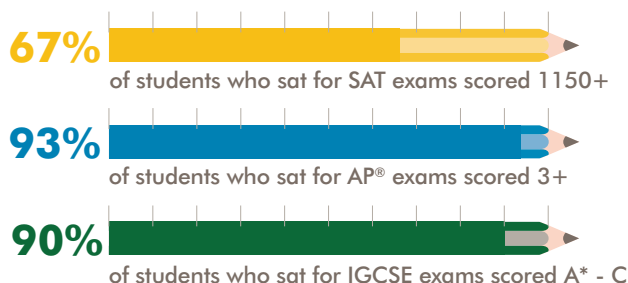 67%
of students who sat for SAT exams scored 1150+
93%
of students who sat for AP® exams scored 3+
90%
of students who sat for IGCSE exams scored A* - C